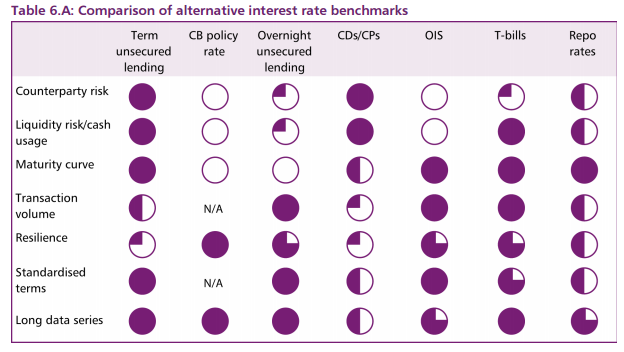 Table 6.A: Comparison of alternative interest rate benchmarks
Term unsecured lending
CB policy rate
Overnight unsecured lending
CDs/CPs
OIS
T-bills
Repo rates
Counterparty risk
Liquidity risk/cash usage
Maturity curve
Transaction volume
N/A
Resilience
Standardised terms
N/A
Long data series